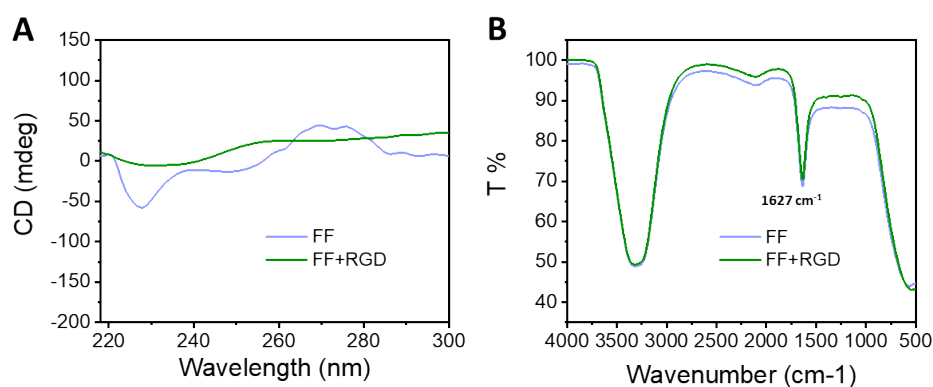 A
150
100
50
0
-50
-100
-150
-200
CD (mdeg)
FF
FF+RGD
220 240 260 280 300
Wavelength (nm)
B
100
90
80
70
60
50
40
T %
1627 cm-1
FF
FF+RGD
4000 3500 3000 2500 2000 1500 1000 500
Wavenumber (cm-1)